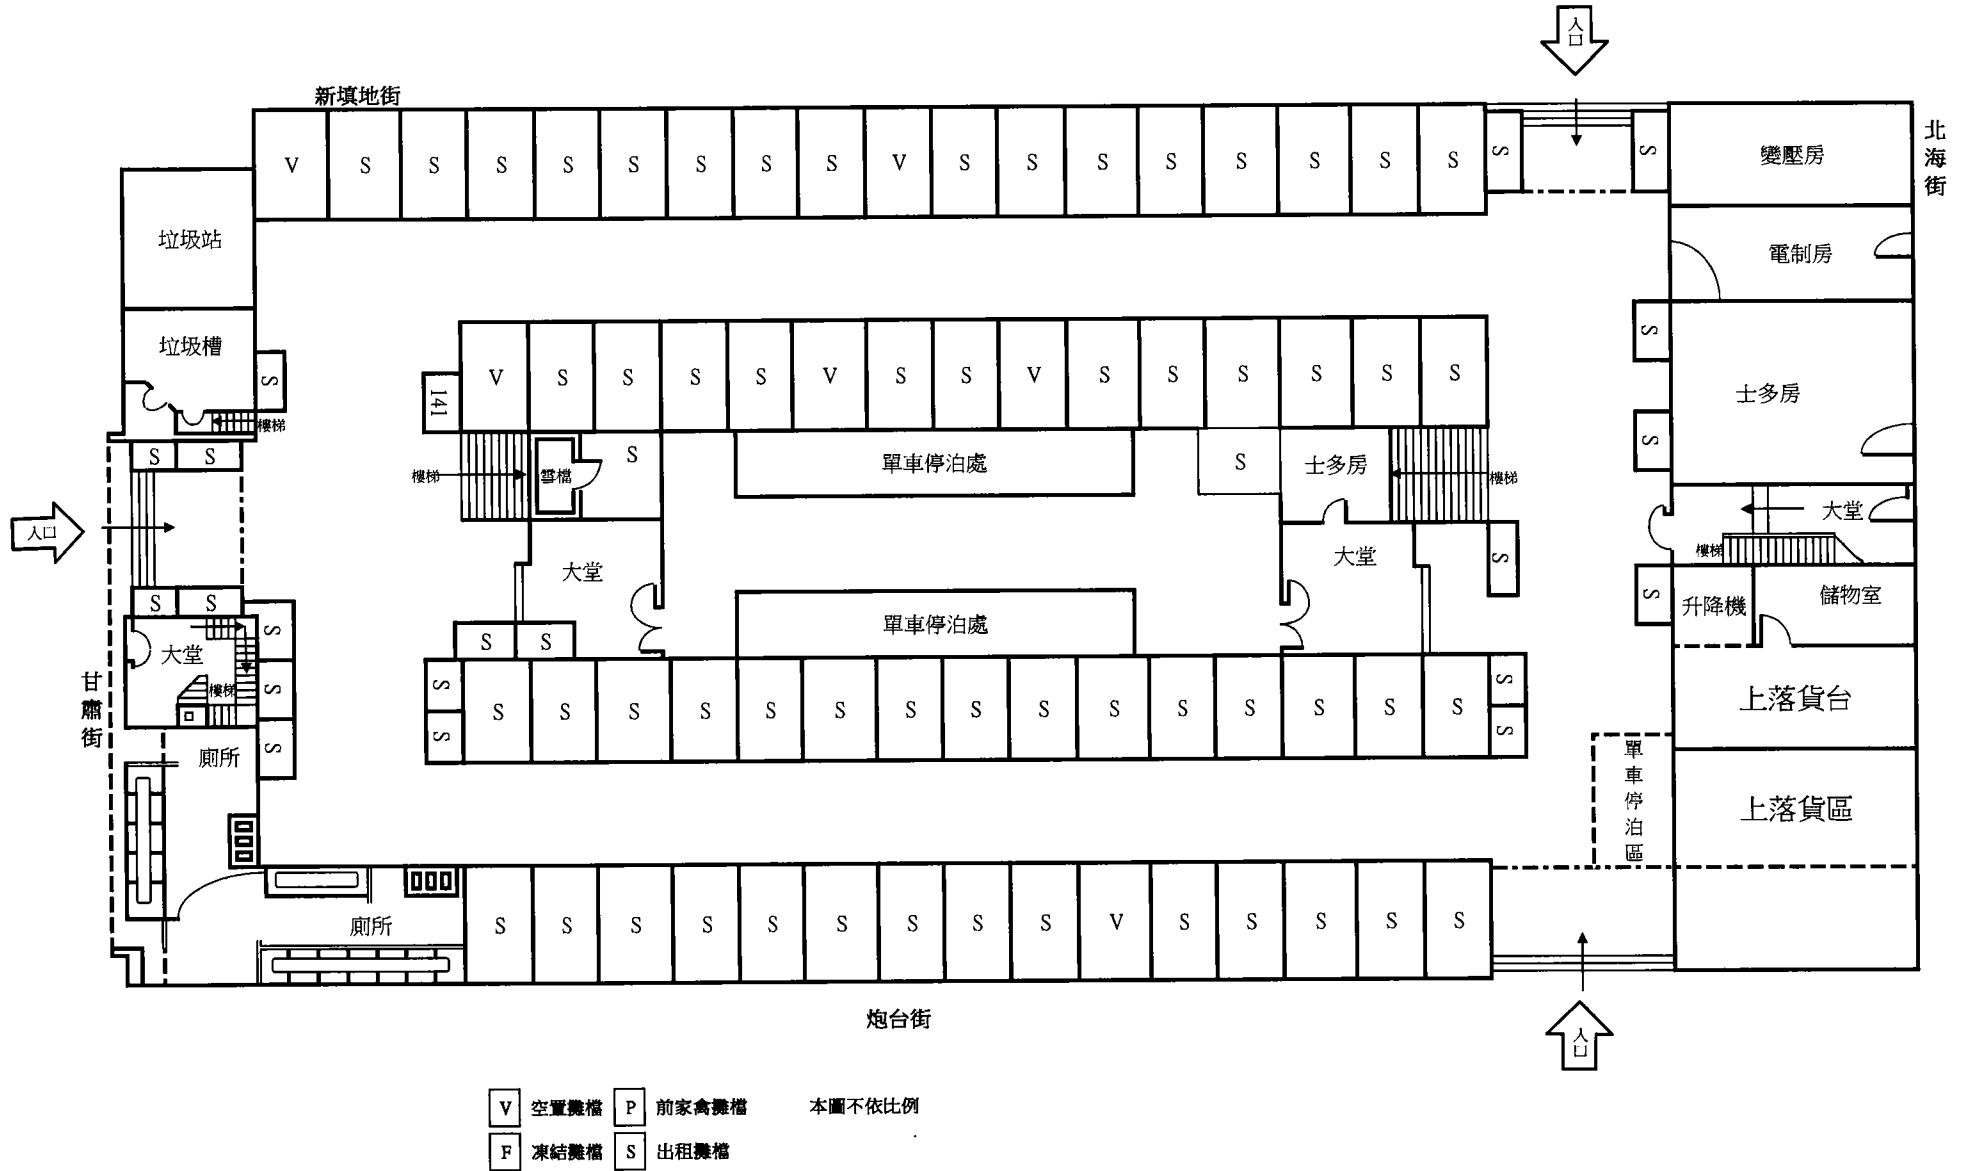 入口
新填地街
V S S S S S S S S V S S S S S S S S S S
變壓房
北海街
垃圾站
電制房
垃圾槽
S
141
V S S S S V S S V S S S S S S
S
士多房
樓梯
S
S S
樓梯
雪檔
S
單車停泊處
S
士多房
樓梯
入口
大堂
樓梯
大堂
大堂
S
S S
S
升降機
儲物室
S
大堂
樓梯
S S
單車停泊處
S
S
甘肅街
S
S
S S S S S S S S S S S S S S S
S
S
上落貨台
廁所
單車停泊區
上落貨區
廁所
S S S S S S S S S V S S S S S
炮台街
入口
V 空置攤檔 P 前家禽攤檔 本圖不依比例
F 凍結攤檔 S 出租攤檔